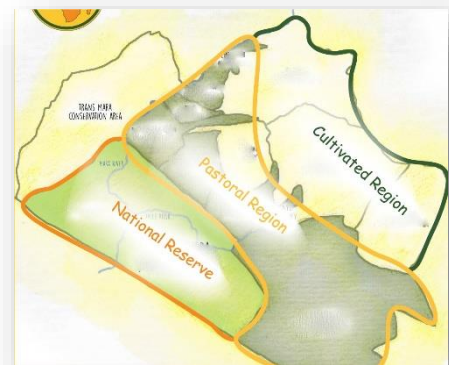 TRANS MARA
CONSERVATION AREA
Cultivated Region
Pastoral Region
National Reserve